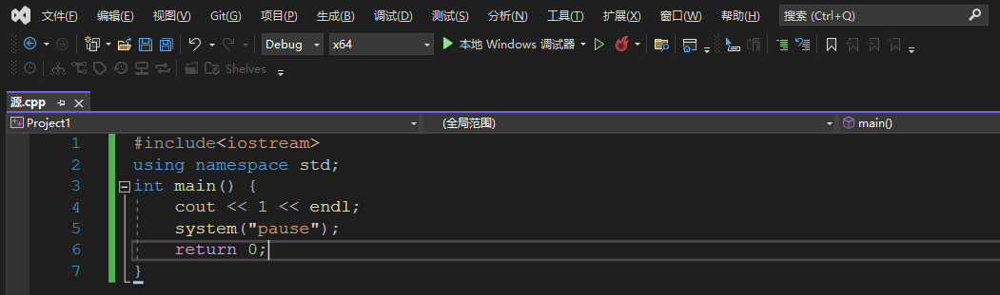 文件(F) 编辑(E) 视图(V) Git(G) 项目(P) 生成(B) 调试(D) 测试(S) 分析(N) 工具(T) 扩展(X) 窗口(W) 帮助(H) 搜索 (Ctrl+Q)
Debug x64 本地 Windows 调试器
Shelves
源.cpp
Project1 (全局范围) main()
1 #include<iostream>
2 using namespace std;
3 int main() {
4 cout << 1 << endl;
5 system("pause");
6 return 0;
7 }